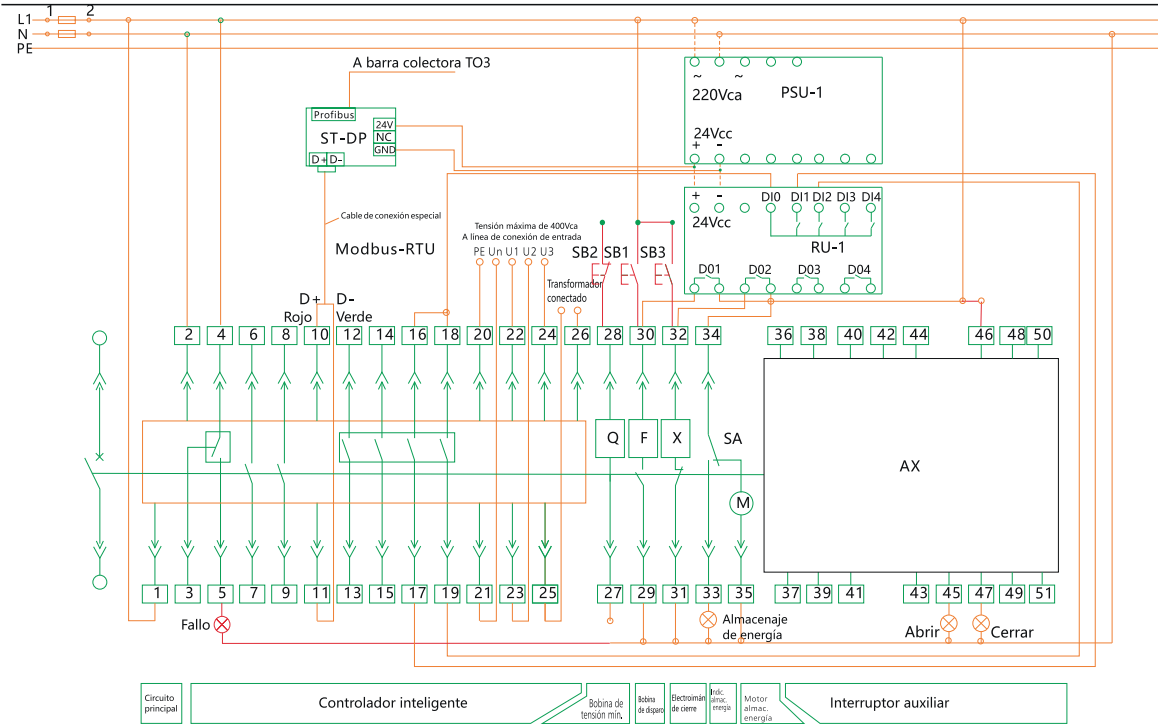 L1 1 2
N
PE
A barra colectora TO3
Profibus
ST-DP
24V
NC
GND
D+ D-
Cable de conexión especial
Modbus-RTU
~ ~
220Vca PSU-1
24Vcc
+ -
+ - DI0 DI1 DI2 DI3 DI4
24Vcc
RU-1
D01 D02 D03 D04
Tensión máxima de 400Vca
A línea de conexión de entrada
PE Un U1 U2 U3
SB2 SB1 SB3
Transformador
conectado
D+ D-
Rojo Verde
2 4 6 8 10 12 14 16 18 20 22 24 26 28 30 32 34 36 38 40 42 44 46 48 50
Q F X SA
M
AX
1 3 5 7 9 11 13 15 17 19 21 23 25 27 29 31 33 35 37 39 41 43 45 47 49 51
Fallo
Almacenaje
de energía
Abrir Cerrar
Circuito
principal
Controlador inteligente
Bobina de
tensión mín.
Bobina
de disparo
Electroimán
de cierre
Indic.
almac.
energía
Motor
almac.
energía
Interruptor auxiliar